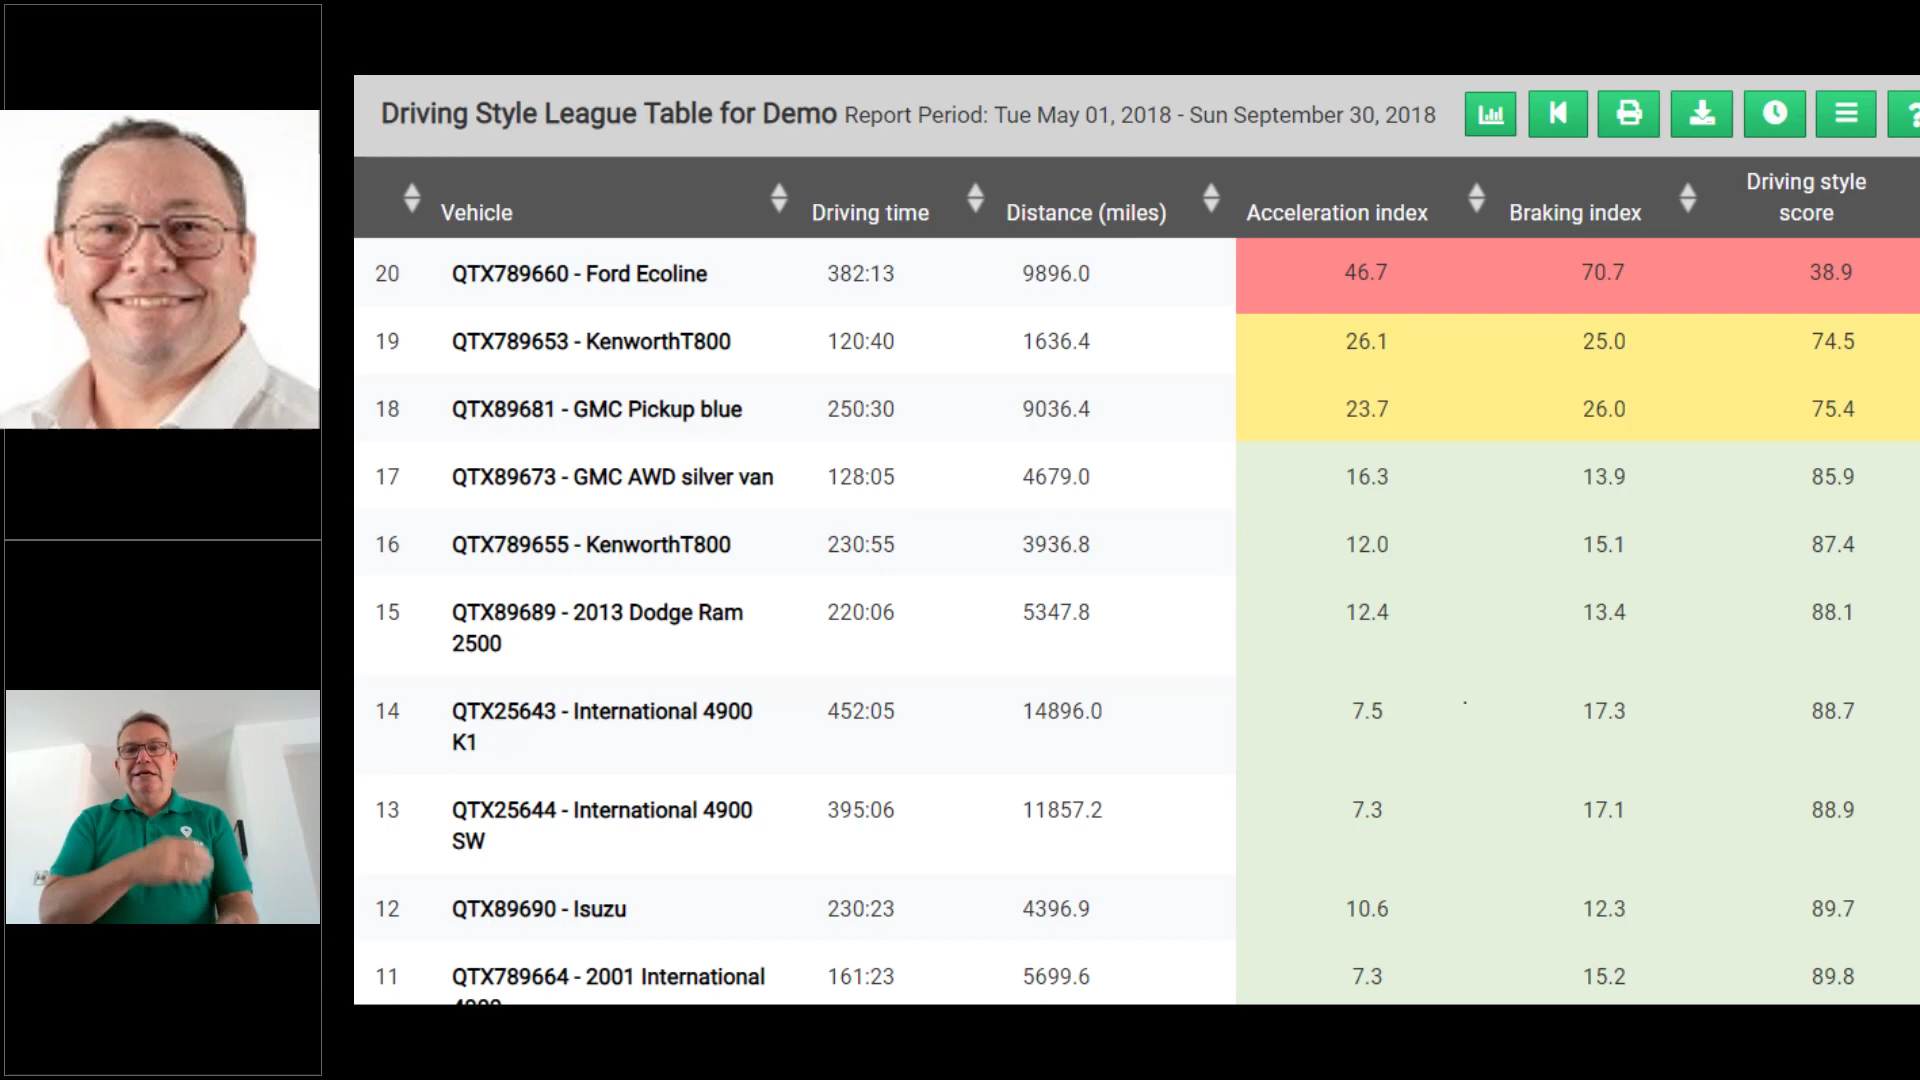 Driving Style League Table for Demo Report Period: Tue May 01, 2018 - Sun September 30, 2018
Vehicle Driving time Distance (miles) Acceleration index Braking index Driving style
score
20 QTX789660 - Ford Ecoline 382:13 9896.0 46.7 70.7 38.9
19 QTX789653 - KenworthT800 120:40 1636.4 26.1 25.0 74.5
18 QTX89681 - GMC Pickup blue 250:30 9036.4 23.7 26.0 75.4
17 QTX89673 - GMC AWD silver van 128:05 4679.0 16.3 13.9 85.9
16 QTX789655 - KenworthT800 230:55 3936.8 12.0 15.1 87.4
15 QTX89689 - 2013 Dodge Ram 220:06 5347.8 12.4 13.4 88.1
2500
14 QTX25643 - International 4900 452:05 14896.0 7.5 17.3 88.7
K1
13 QTX25644 - International 4900 395:06 11857.2 7.3 17.1 88.9
SW
12 QTX89690 - Isuzu 230:23 4396.9 10.6 12.3 89.7
11 QTX789664 - 2001 International 161:23 5699.6 7.3 15.2 89.8